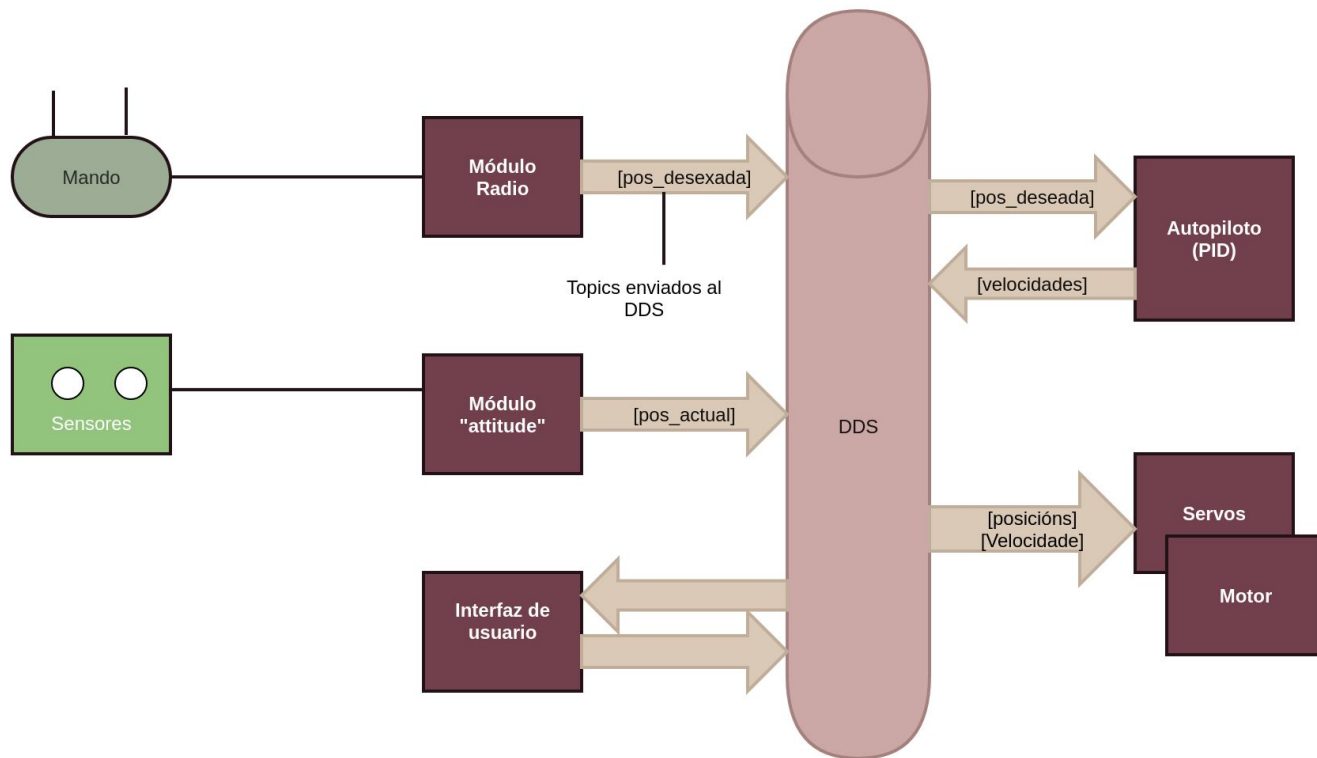 Mando
Módulo
Radio
[pos_desexada]
Topics enviados al
DDS
[pos_deseada]
Autopiloto
(PID)
[velocidades]
Sensores
Módulo
"attitude"
[pos_actual]
DDS
[posicións]
[Velocidade]
Servos
Motor
Interfaz de
usuario